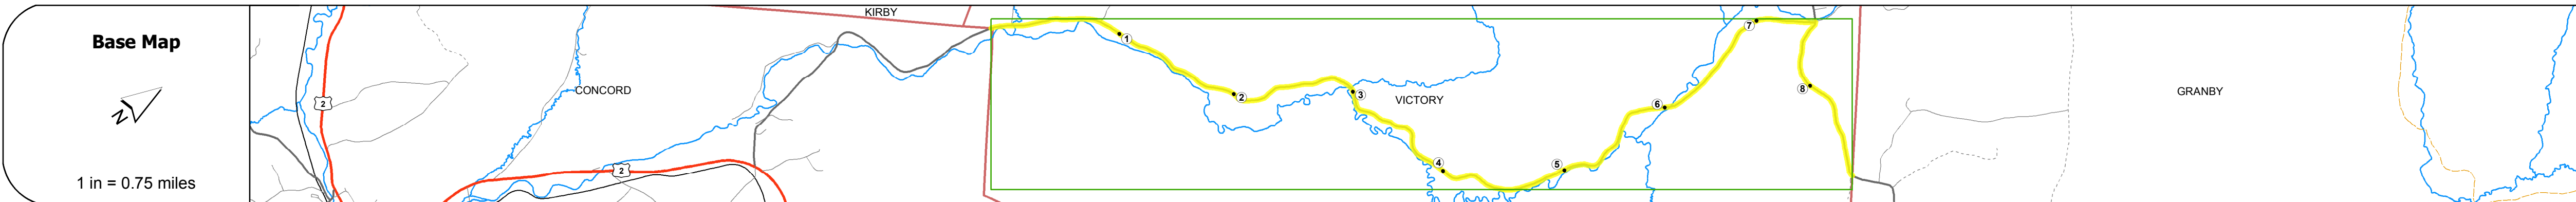 Base Map
N
1 in = 0.75 miles
KIRBY
CONCORD
VICTORY
GRANBY
2
2
1
2
3
4
5
6
7
8